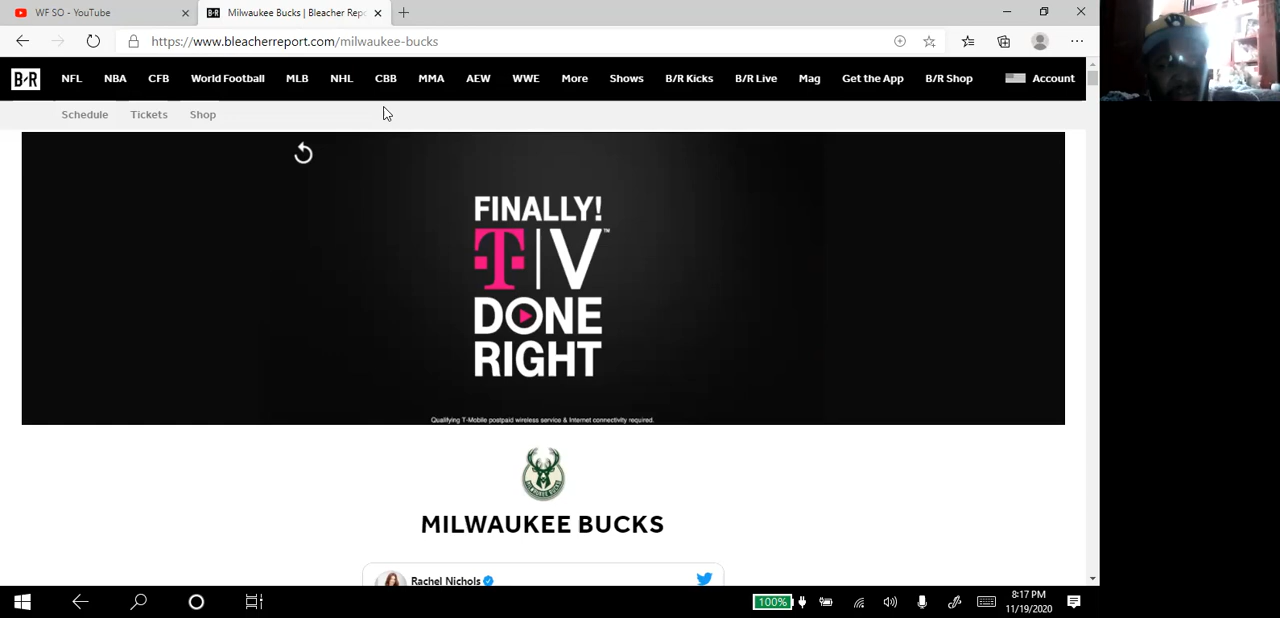 WF SO - YouTube
B/R
Milwaukee Bucks | Bleacher Repo
https://www.bleacherreport.com/milwaukee-bucks
B/R
NFL NBA CFB World Football MLB NHL CBB MMA AEW WWE More Shows B/R Kicks B/R Live Mag Get the App B/R Shop Account
Schedule Tickets Shop
FINALLY!
T|V™
DONE
RIGHT
Qualifying T-Mobile postpaid wireless service & Internet connectivity required.
MILWAUKEE BUCKS
Rachel Nichols
100%
8:17 PM
11/19/2020